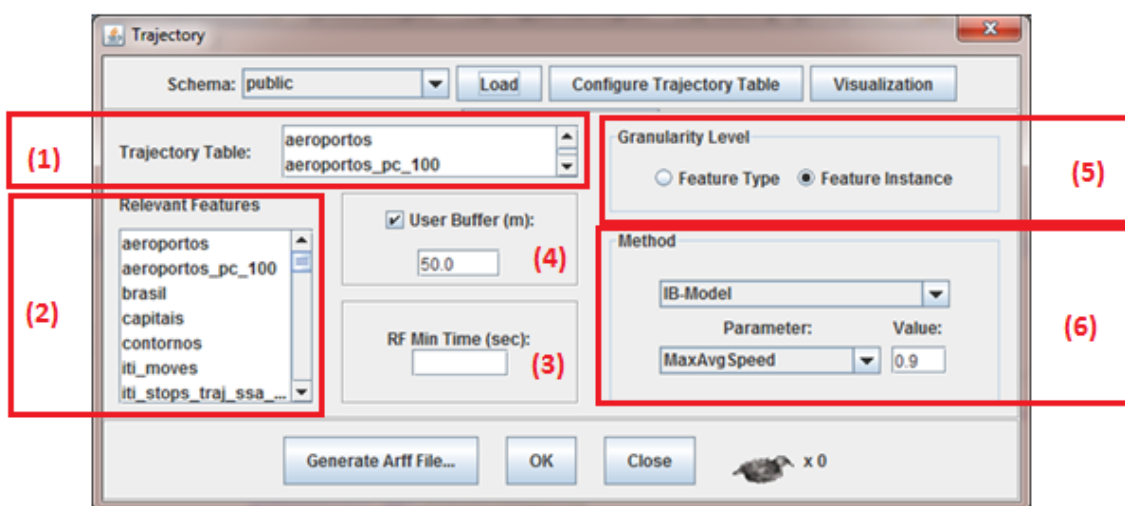 Trajectory
Schema: public Load Configure Trajectory Table Visualization
(1) Trajectory Table: aeroportos
aeroportos_pc_100
Granularity Level
Feature Type Feature Instance (5)
Relevant Features
(2) aeroportos
aeroportos_pc_100
brasil
capitais
contornos
iti_moves
iti_stops_traj_ssa_...
User Buffer (m):
50.0 (4)
RF Min Time (sec):
(3)
Method
IB-Model
Parameter: Value:
MaxAvgSpeed 0.9
(6)
Generate Arff File... OK Close x 0